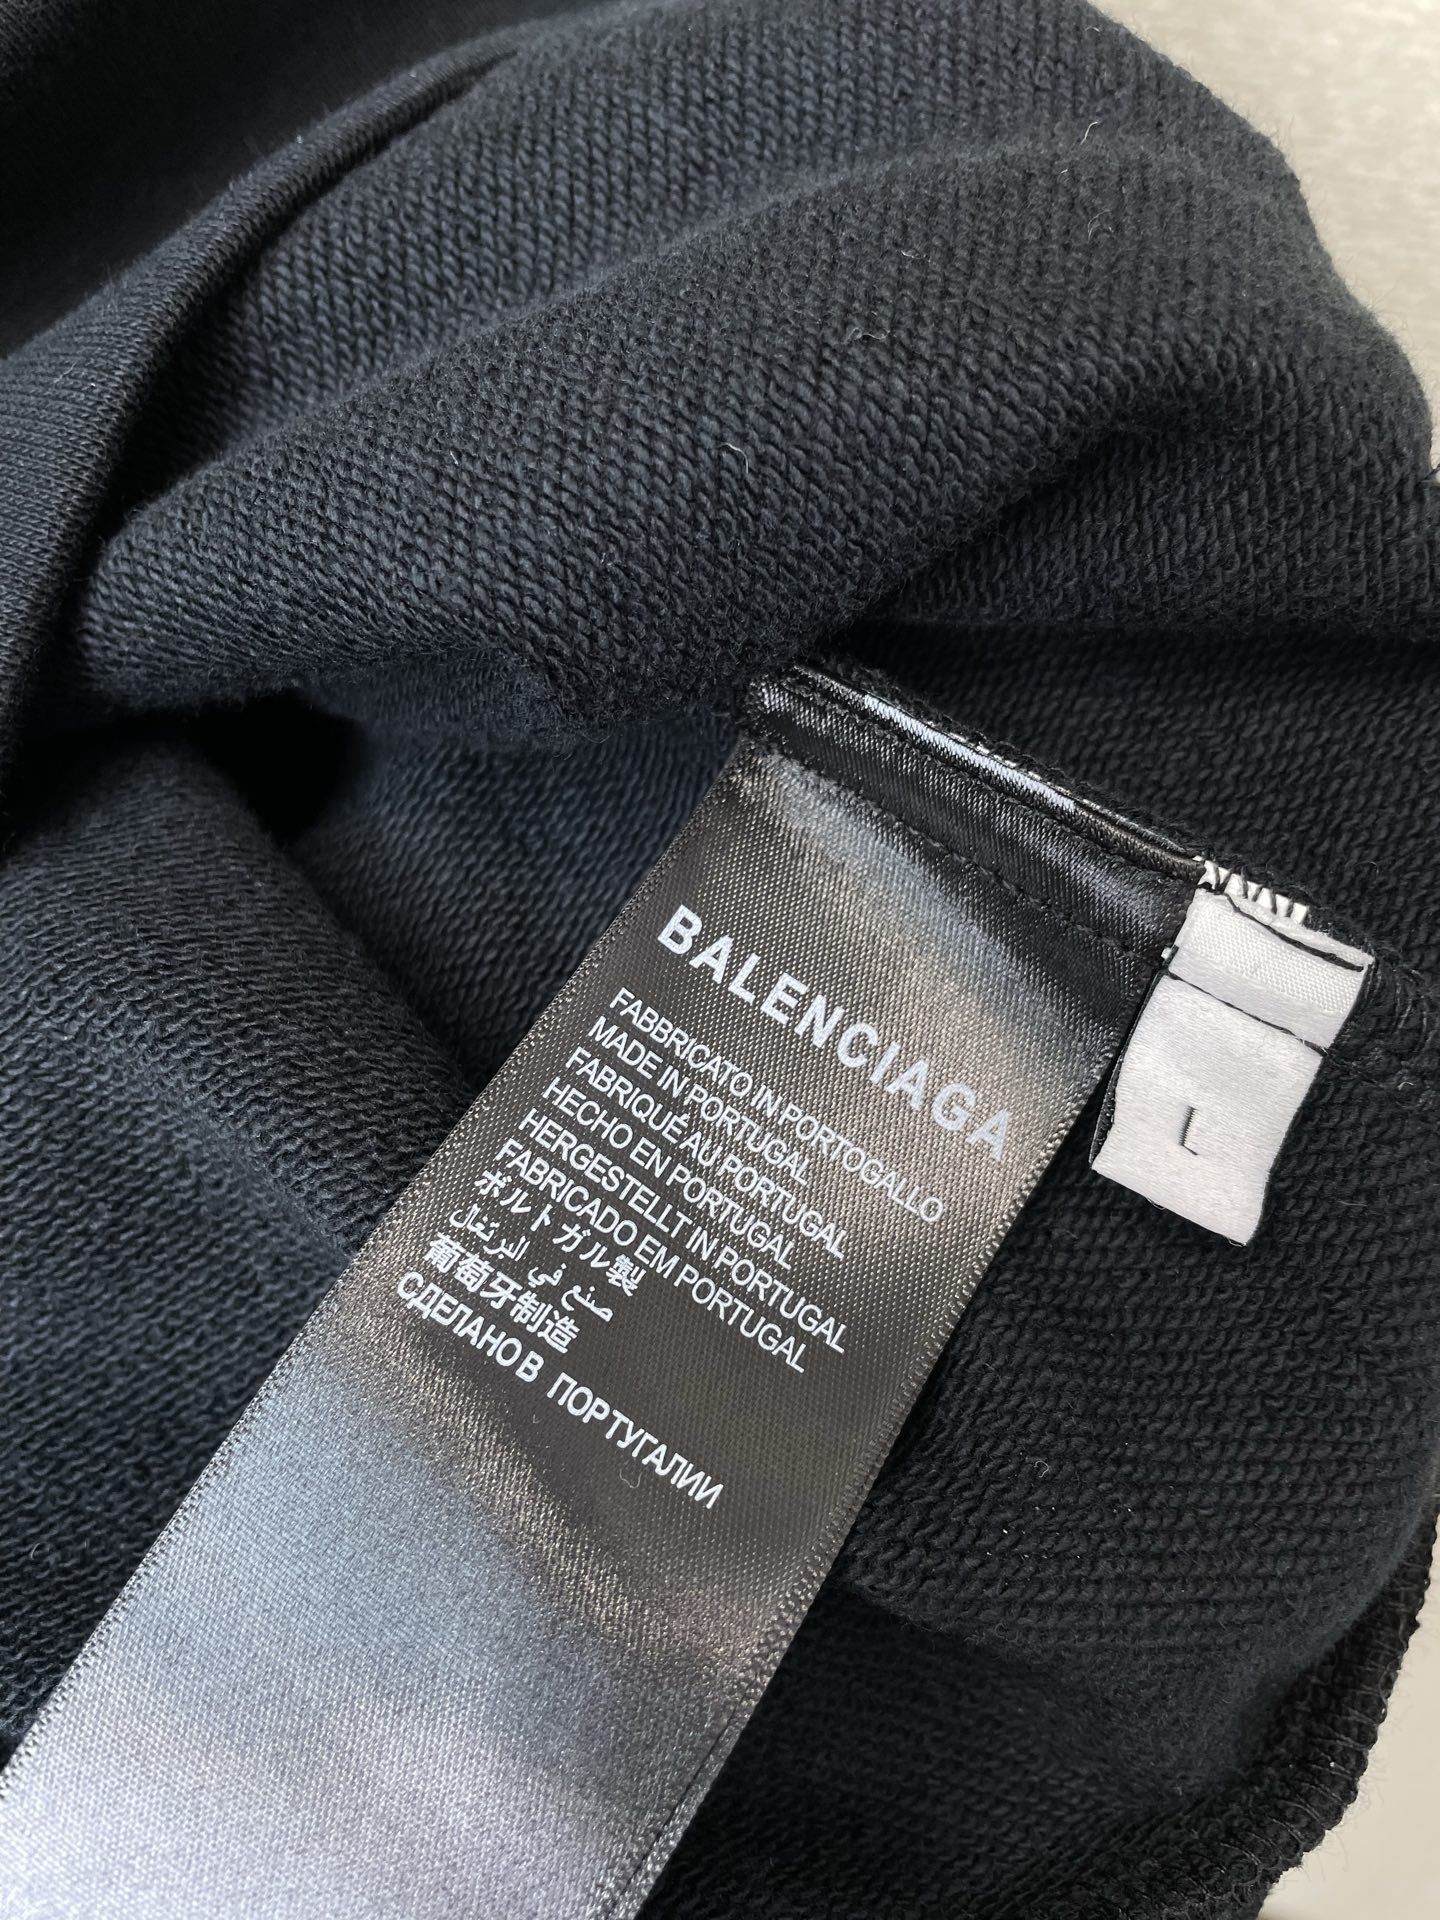 BALENCIAGA
FABBRICATO IN PORTOGALLO
MADE IN PORTUGAL
FABRIQUÉ AU PORTUGAL
HECHO EN PORTUGAL
HERGESTELLT IN PORTUGAL
FABRICADO EM PORTUGAL
ポルトガル製
صنع في البرتغال
葡萄牙制造
СДЕЛАНО В ПОРТУГАЛИИ
L